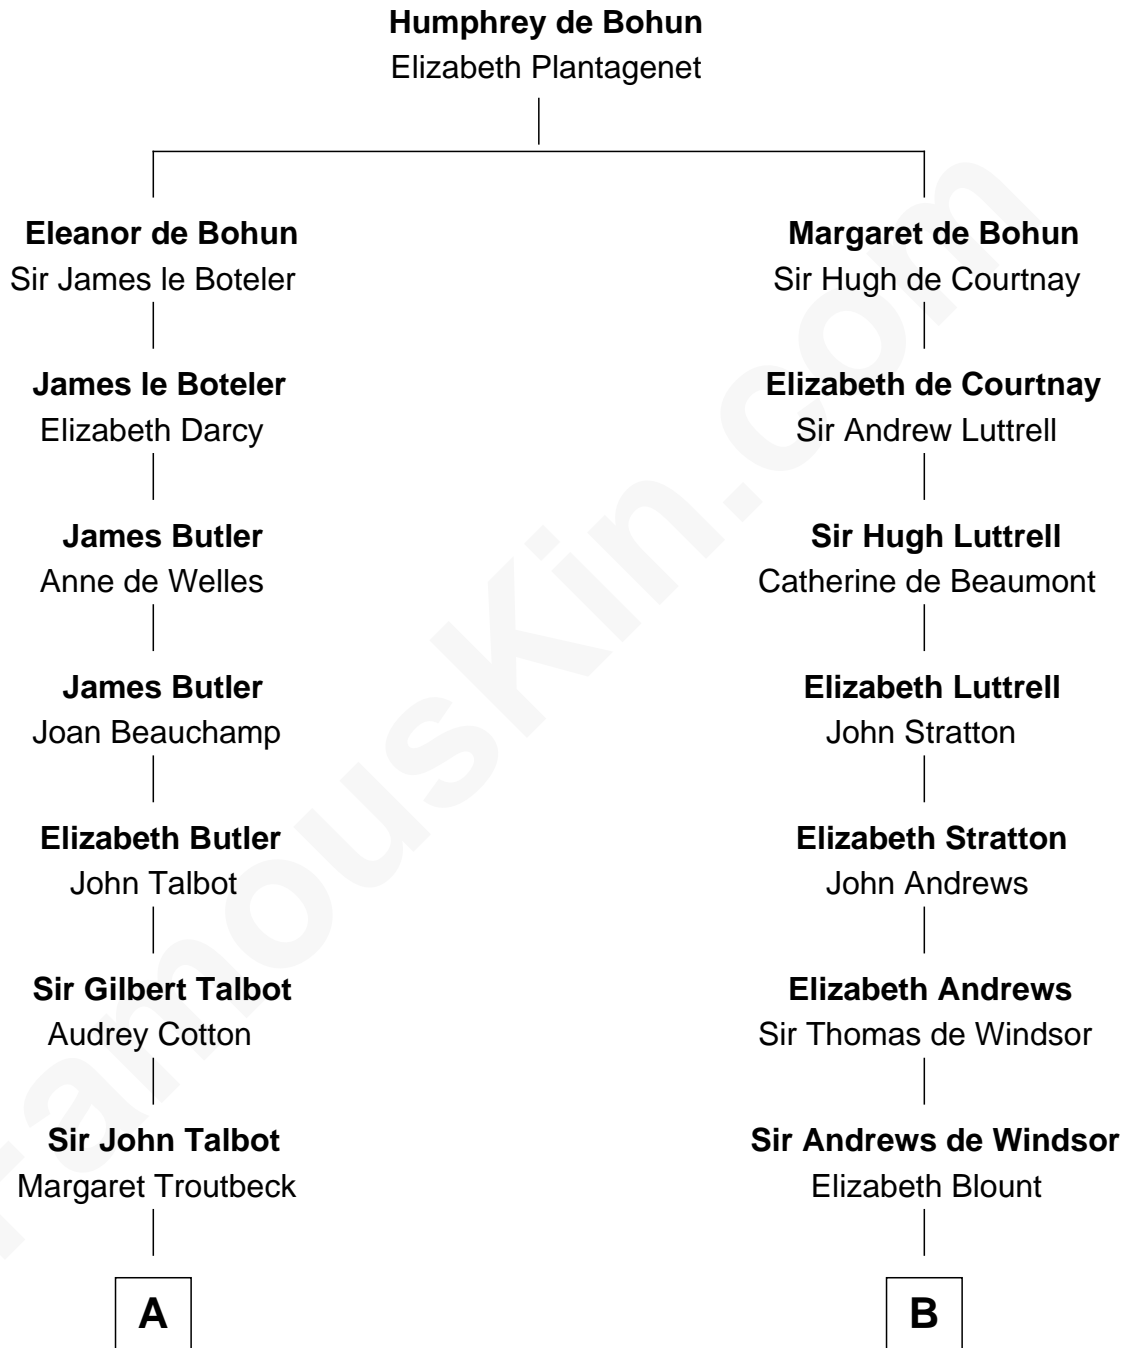 Humphrey de Bohun
Elizabeth Plantagenet
Eleanor de Bohun
Sir James le Boteler
Margaret de Bohun
Sir Hugh de Courtnay
James le Boteler
Elizabeth Darcy
Elizabeth de Courtnay
Sir Andrew Luttrell
James Butler
Anne de Welles
Sir Hugh Luttrell
Catherine de Beaumont
James Butler
Joan Beauchamp
Elizabeth Luttrell
John Stratton
Elizabeth Butler
John Talbot
Elizabeth Stratton
John Andrews
Sir Gilbert Talbot
Audrey Cotton
Elizabeth Andrews
Sir Thomas de Windsor
Sir John Talbot
Margaret Troutbeck
Sir Andrews de Windsor
Elizabeth Blount
A
B
FamousKin.com